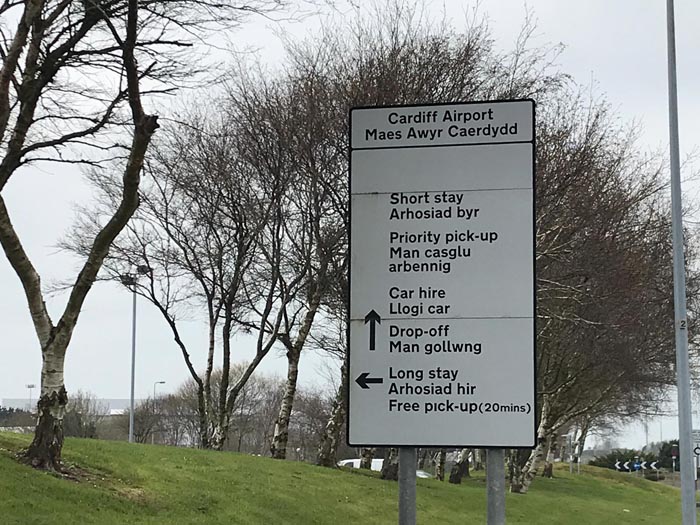 Cardiff Airport
Maes Awyr Caerdydd
Short stay
Arhosiad byr
Priority pick-up
Man casglu
arbennig
Car hire
Llogi car
Drop-off
Man gollwng
Long stay
Arhosiad hir
Free pick-up (20mins)
2